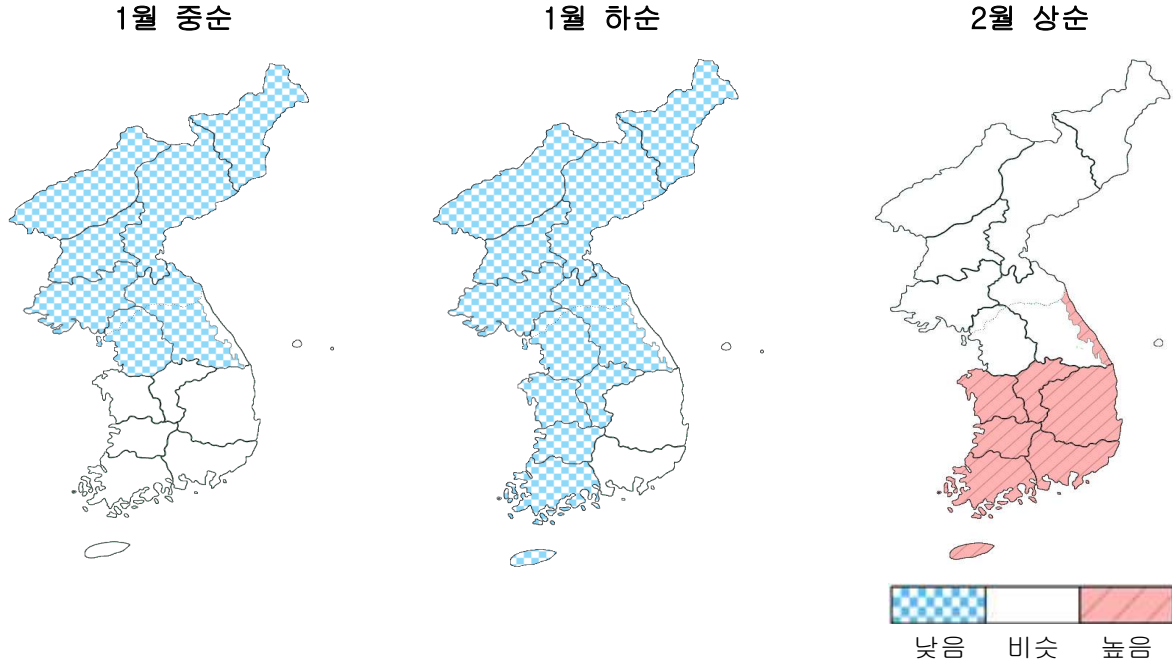 1월 중순
1월 하순
2월 상순
낮음
비슷
높음